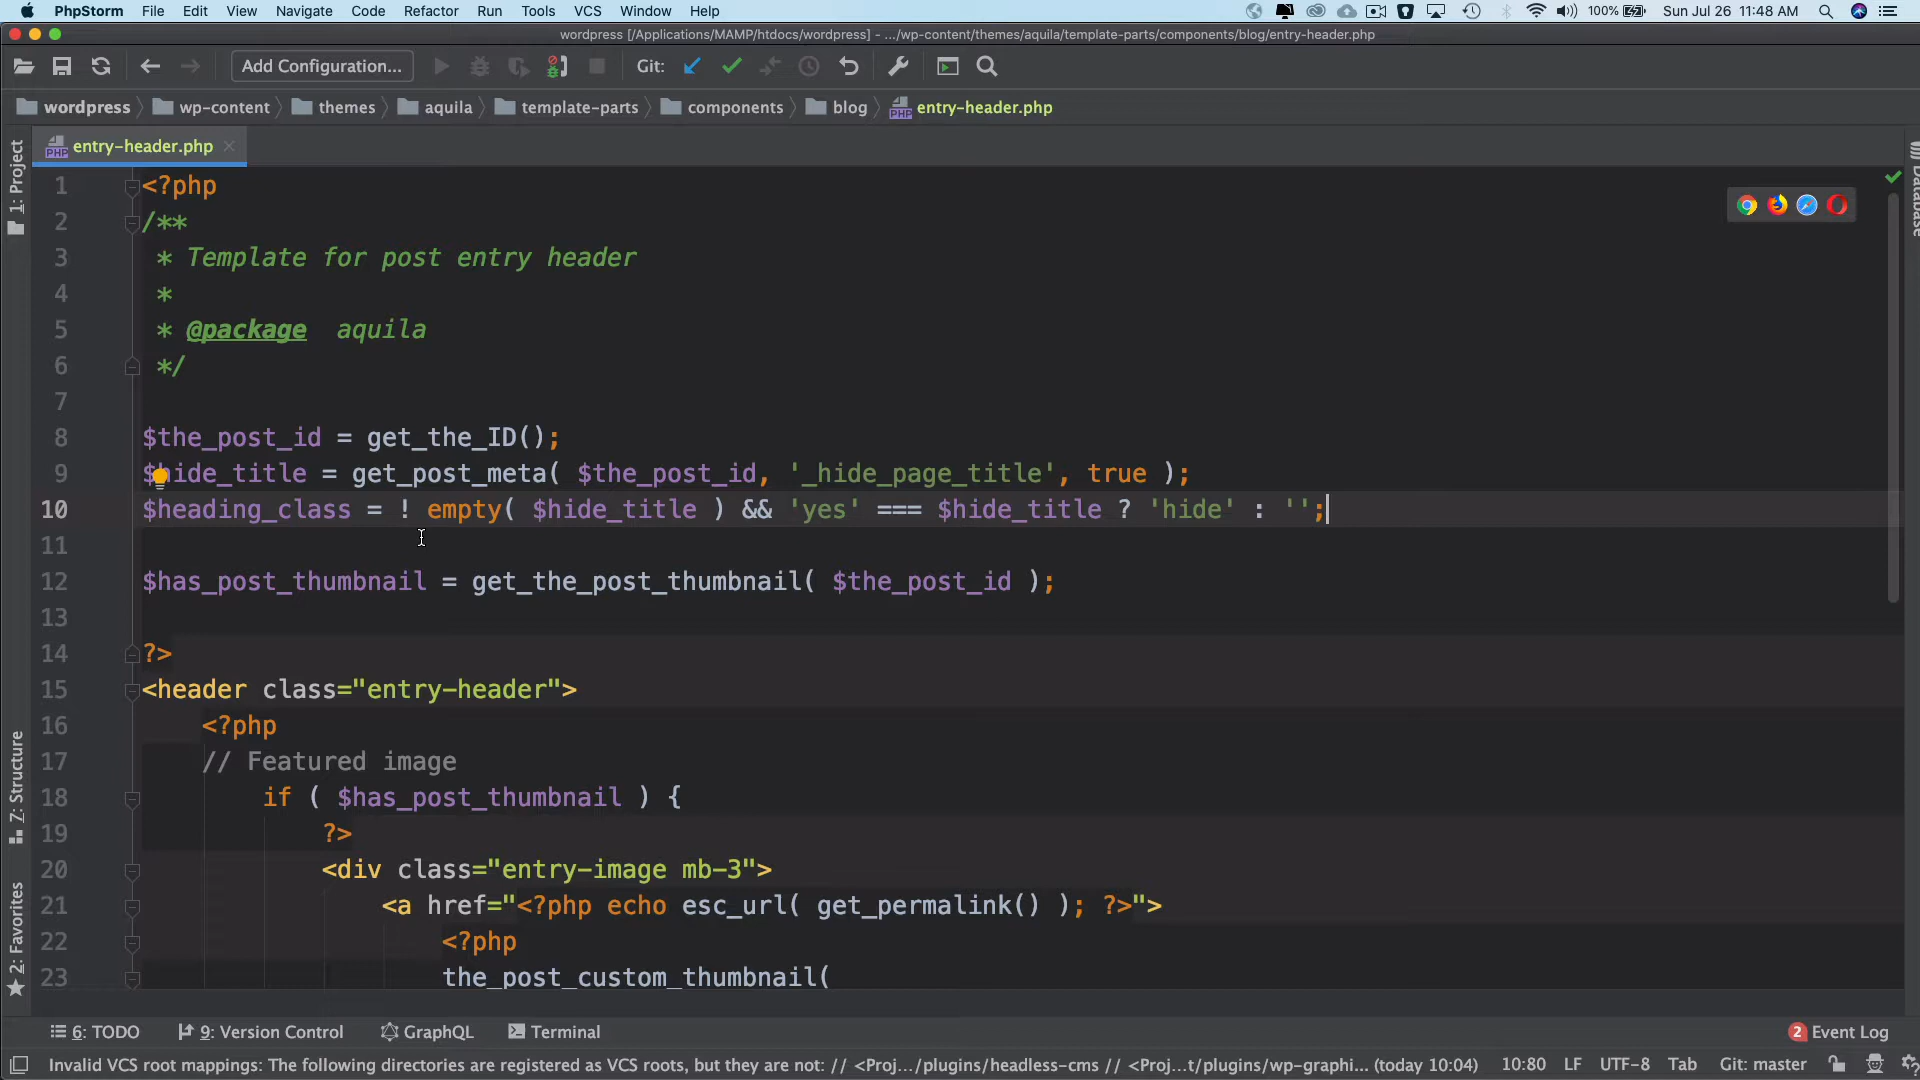 PhpStorm File Edit View Navigate Code Refactor Run Tools VCS Window Help 100% Sun Jul 26 11:48 AM
wordpress [/Applications/MAMP/htdocs/wordpress] - .../wp-content/themes/aquila/template-parts/components/blog/entry-header.php
Add Configuration... Git:
wordpress wp-content themes aquila template-parts components blog entry-header.php
entry-header.php
1: Project
Database
1 <?php
2 /**
3 * Template for post entry header
4 *
5 * @package aquila
6 */
7
8 $the_post_id = get_the_ID();
9 $hide_title = get_post_meta( $the_post_id, '_hide_page_title', true );
10 $heading_class = ! empty( $hide_title ) && 'yes' === $hide_title ? 'hide' : '';
11
12 $has_post_thumbnail = get_the_post_thumbnail( $the_post_id );
13
14 ?>
15 <header class="entry-header">
16 <?php
17 // Featured image
18 if ( $has_post_thumbnail ) {
19 ?>
20 <div class="entry-image mb-3">
21 <a href="<?php echo esc_url( get_permalink() ); ?>">
22 <?php
23 the_post_custom_thumbnail(
7: Structure
2: Favorites
6: TODO 9: Version Control GraphQL Terminal 2 Event Log
Invalid VCS root mappings: The following directories are registered as VCS roots, but they are not: // <Proj.../plugins/headless-cms // <Proj...t/plugins/wp-graphi... (today 10:04) 10:80 LF UTF-8 Tab Git: master